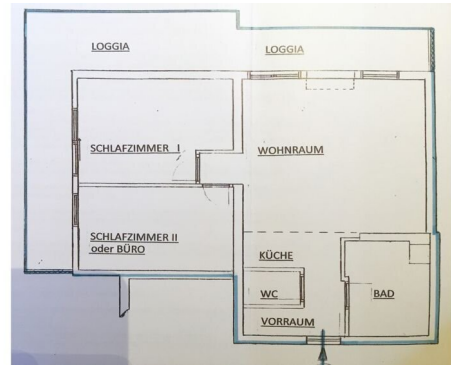 LOGGIA
LOGGIA
SCHLAFZIMMER I
WOHNRAUM
SCHLAFZIMMER II
oder BÜRO
KÜCHE
WC
BAD
VORRAUM